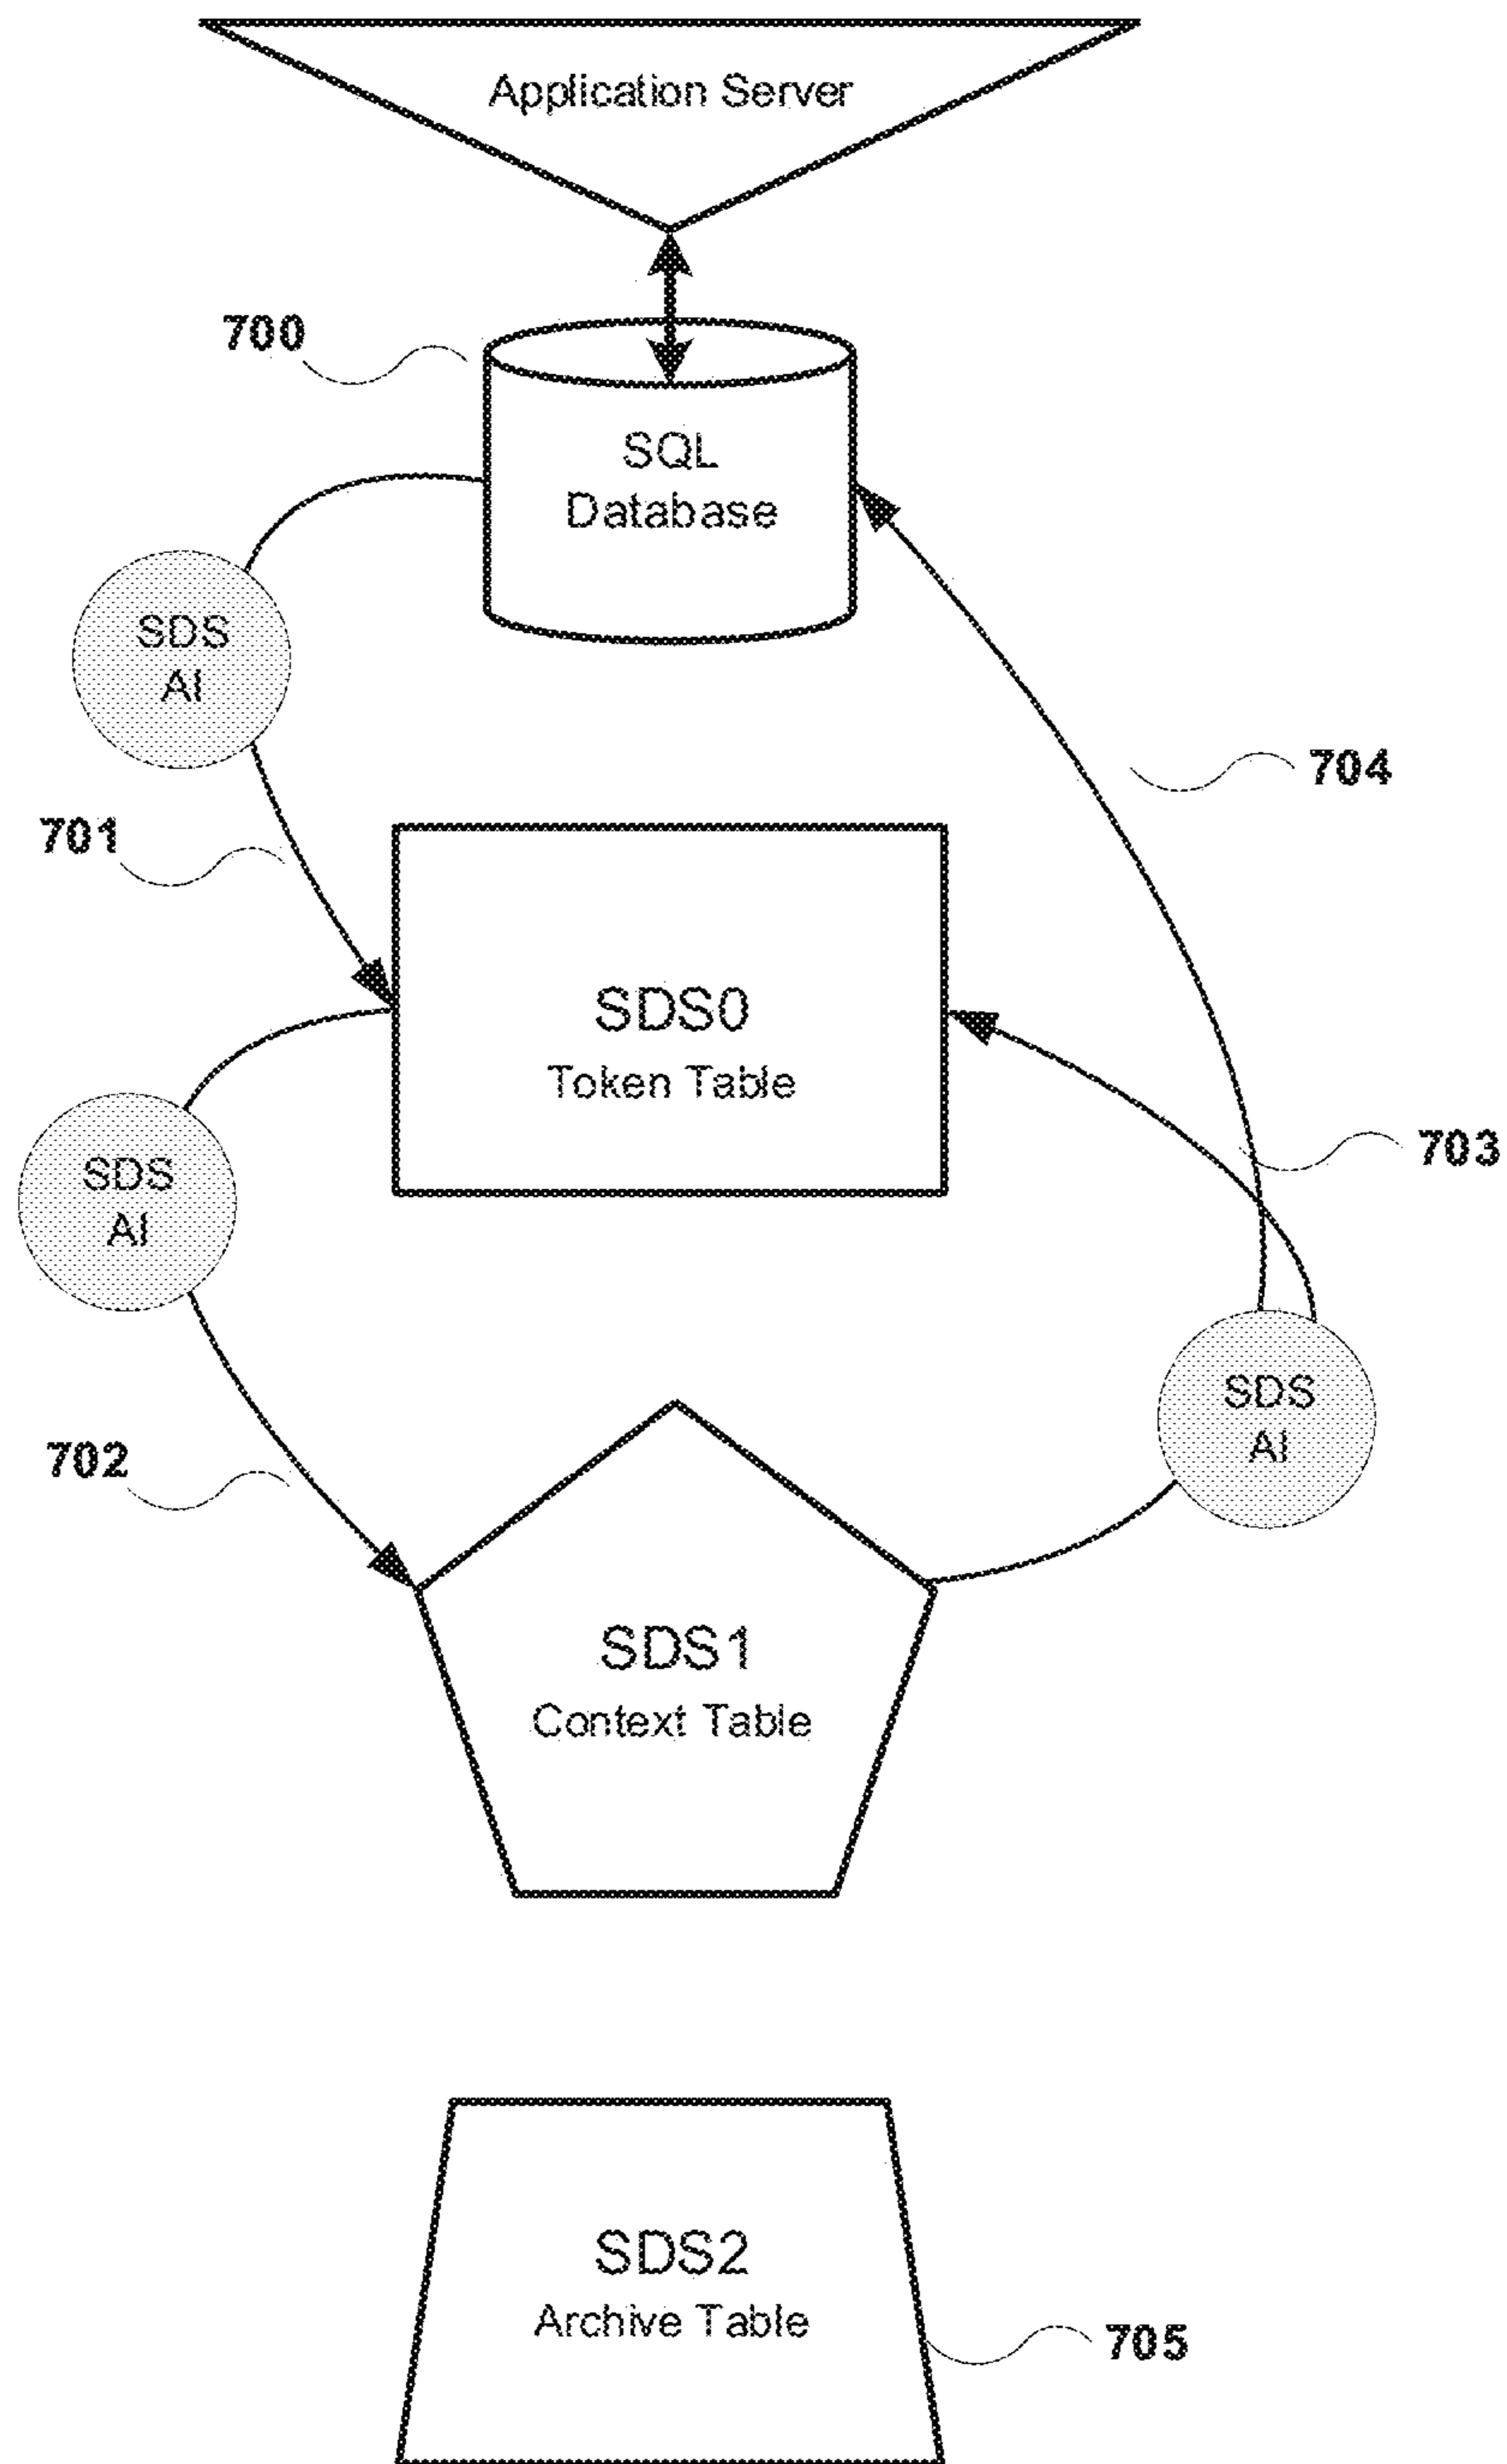 Application Server
700
SQL
Database
SDS
AI
704
701
SDS0
Token Table
703
SDS
AI
SDS
AI
702
SDS1
Context Table
SDS2
Archive Table
705